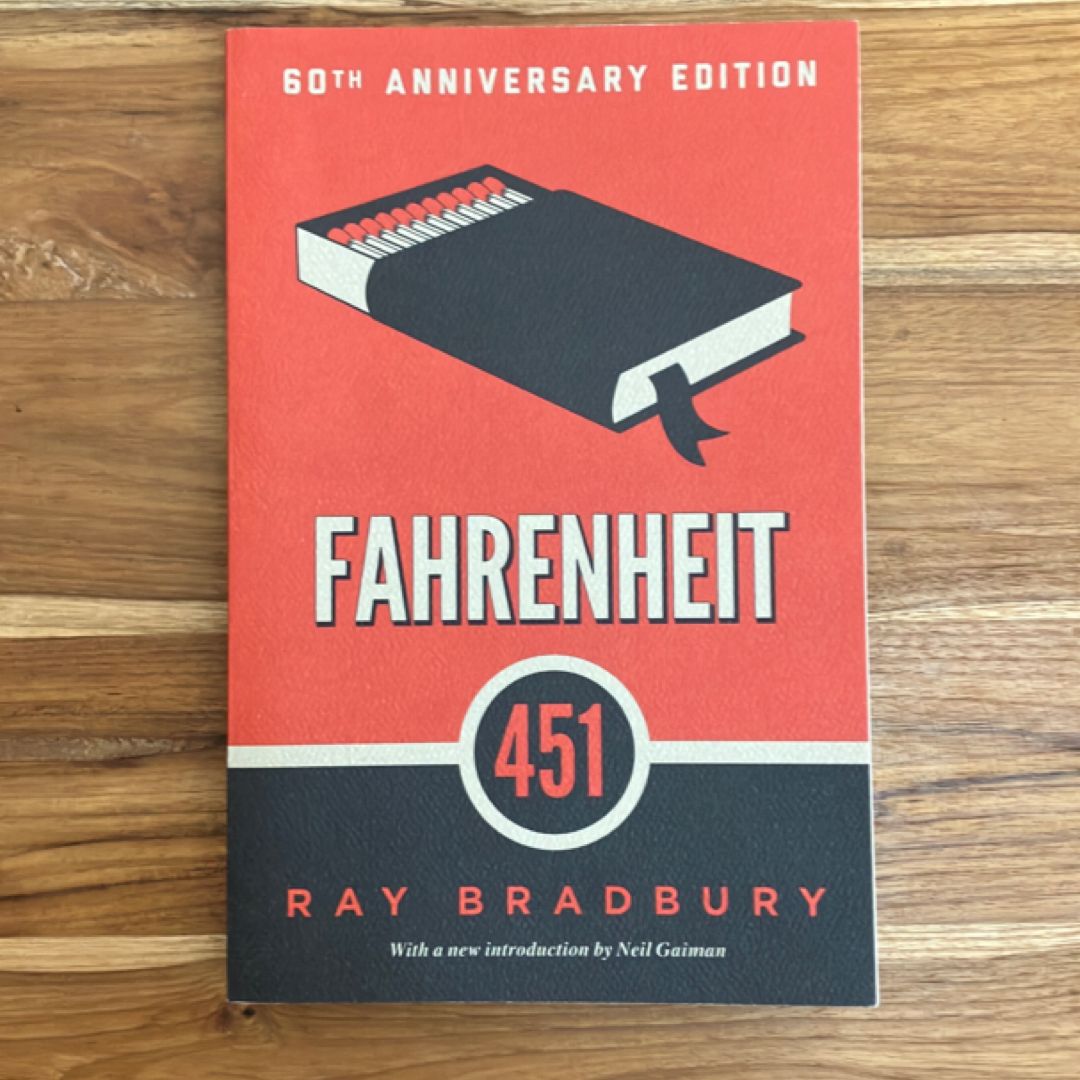 60TH ANNIVERSARY EDITION
FAHRENHEIT
451
RAY BRADBURY
With a new introduction by Neil Gaiman